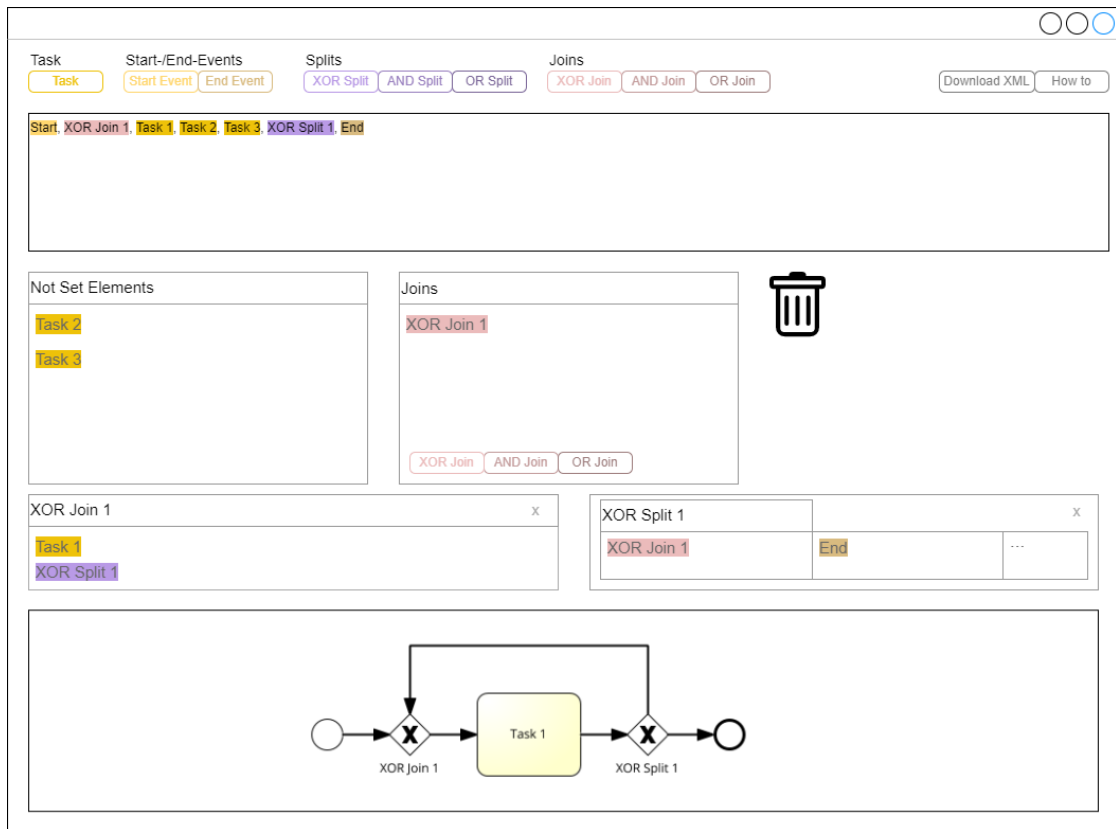 Task Start-/End-Events Splits Joins
Task Start Event End Event XOR Split AND Split OR Split XOR Join AND Join OR Join Download XML How to
Start, XOR Join 1, Task 1, Task 2, Task 3, XOR Split 1, End
Not Set Elements
Task 2
Task 3
Joins
XOR Join 1
XOR Join AND Join OR Join
XOR Join 1 x
Task 1
XOR Split 1
XOR Split 1 x
XOR Join 1 End ---
Task 1
X X
XOR Join 1 XOR Split 1